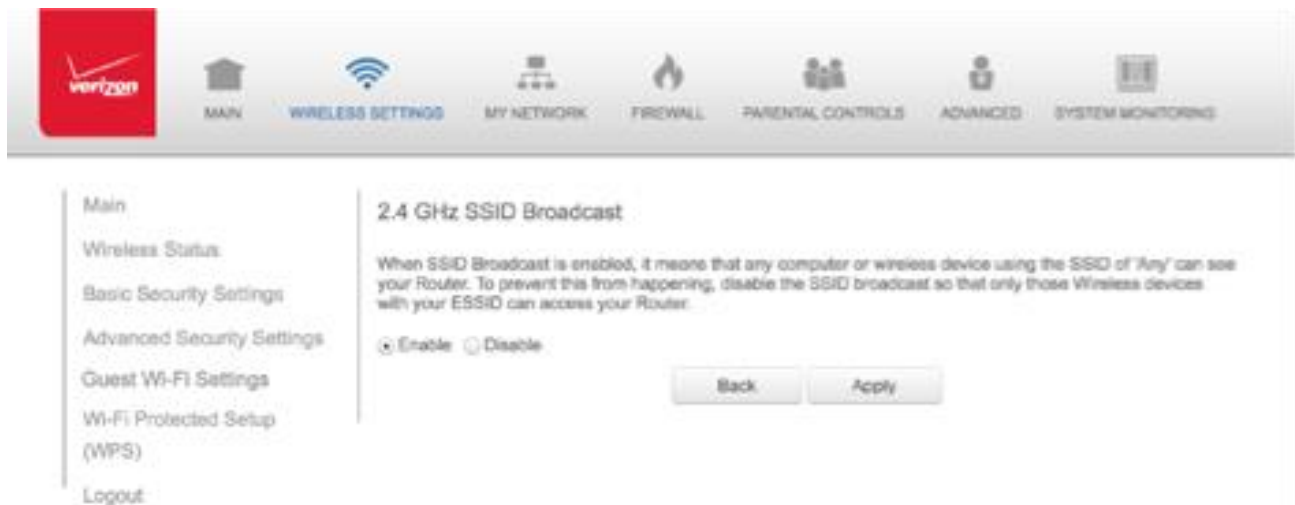 verizon
MAIN
WIRELESS SETTINGS
MY NETWORK
FIREWALL
PARENTAL CONTROLS
ADVANCED
SYSTEM MONITORING
Main
Wireless Status
Basic Security Settings
Advanced Security Settings
Guest Wi-Fi Settings
Wi-Fi Protected Setup
(WPS)
Logout
2.4 GHz SSID Broadcast
When SSID Broadcast is enabled, it means that any computer or wireless device using the SSID of 'Any' can see
your Router. To prevent this from happening, disable the SSID broadcast so that only those Wireless devices
with your ESSID can access your Router.
Enable Disable
Back Apply